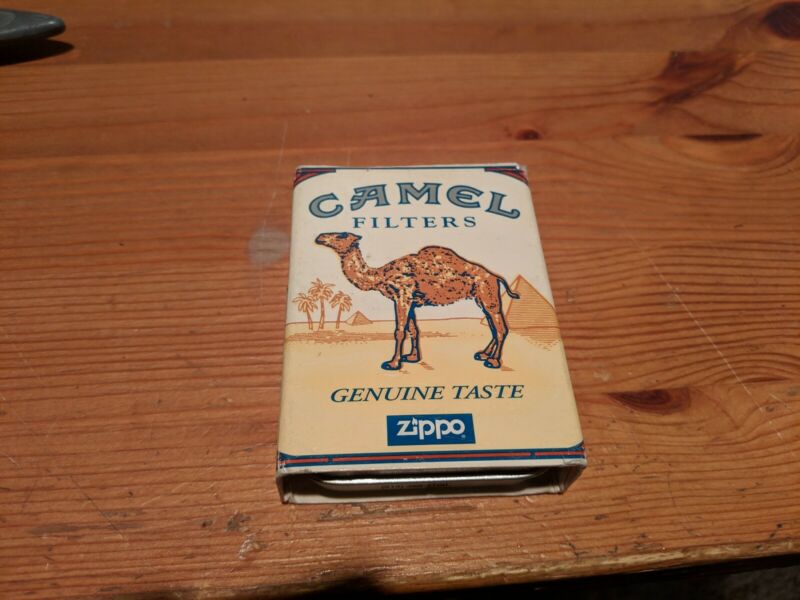 CAMEL
FILTERS
GENUINE TASTE
zippo